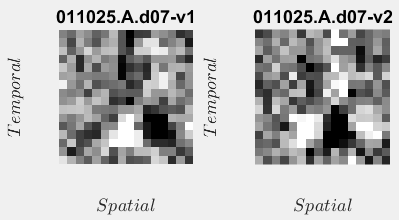 011025.A.d07-v1
011025.A.d07-v2
Temporal
Temporal
Spatial
Spatial